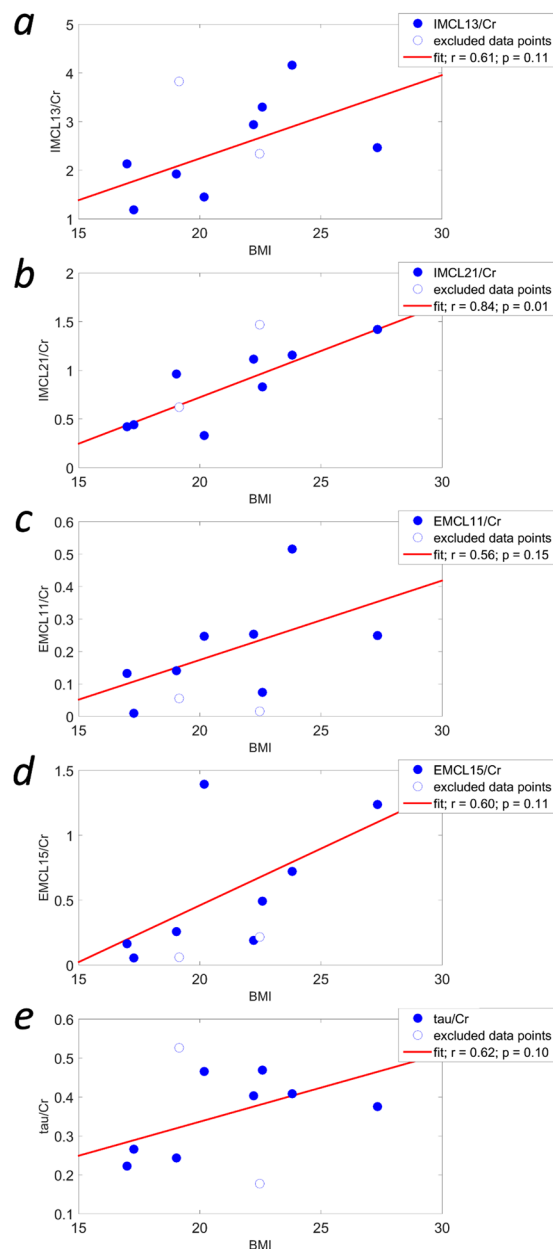 a
IMCL13/Cr
excluded data points
fit; r = 0.61; p = 0.11
5
4
3
2
1
IMCL13/Cr
15 20 25 30
BMI
b
IMCL21/Cr
excluded data points
fit; r = 0.84; p = 0.01
2
1.5
1
0.5
0
IMCL21/Cr
15 20 25 30
BMI
c
EMCL11/Cr
excluded data points
fit; r = 0.56; p = 0.15
0.6
0.5
0.4
0.3
0.2
0.1
0
EMCL11/Cr
15 20 25 30
BMI
d
EMCL15/Cr
excluded data points
fit; r = 0.60; p = 0.11
1.5
1
0.5
0
EMCL15/Cr
15 20 25 30
BMI
e
tau/Cr
excluded data points
fit; r = 0.62; p = 0.10
0.6
0.5
0.4
0.3
0.2
0.1
tau/Cr
15 20 25 30
BMI